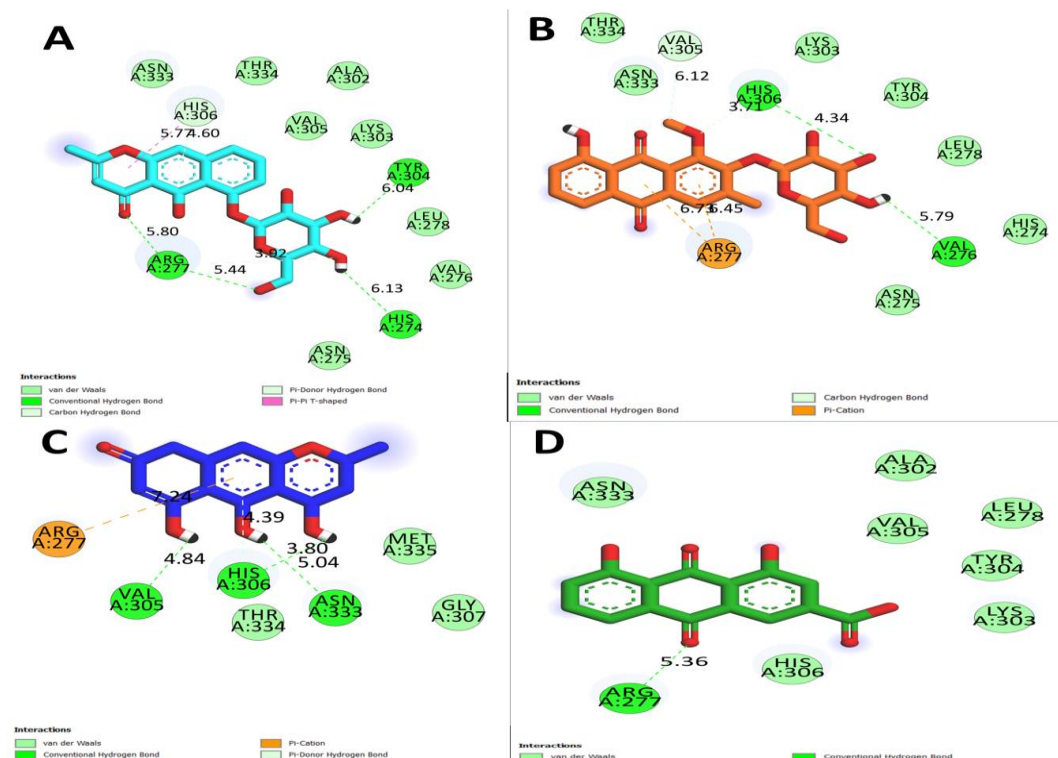 A
ASN
A:333
THR
A:334
ALA
A:302
HIS
A:306
5.77
4.60
VAL
A:305
LYS
A:303
TYR
A:304
6.04
LEU
A:278
5.80
ARG
A:277
5.44
3.92
VAL
A:276
6.13
HIS
A:274
ASN
A:275
Interactions
van der Waals
Conventional Hydrogen Bond
Carbon Hydrogen Bond
Pi-Donor Hydrogen Bond
Pi-Pi T-shaped
B
THR
A:334
VAL
A:305
LYS
A:303
ASN
A:333
6.12
HIS
A:306
3.71
4.34
TYR
A:304
LEU
A:278
6.73
6.45
ARG
A:277
5.79
VAL
A:276
HIS
A:274
ASN
A:275
Interactions
van der Waals
Conventional Hydrogen Bond
Carbon Hydrogen Bond
Pi-Cation
C
7.24
ARG
A:277
4.39
4.84
3.80
5.04
MET
A:335
VAL
A:305
HIS
A:306
ASN
A:333
THR
A:334
GLY
A:307
Interactions
van der Waals
Conventional Hydrogen Bond
Pi-Cation
Pi-Donor Hydrogen Bond
D
ASN
A:333
ALA
A:302
VAL
A:305
LEU
A:278
TYR
A:304
LYS
A:303
5.36
HIS
A:306
ARG
A:277
Interactions
van der Waals
Conventional Hydrogen Bond